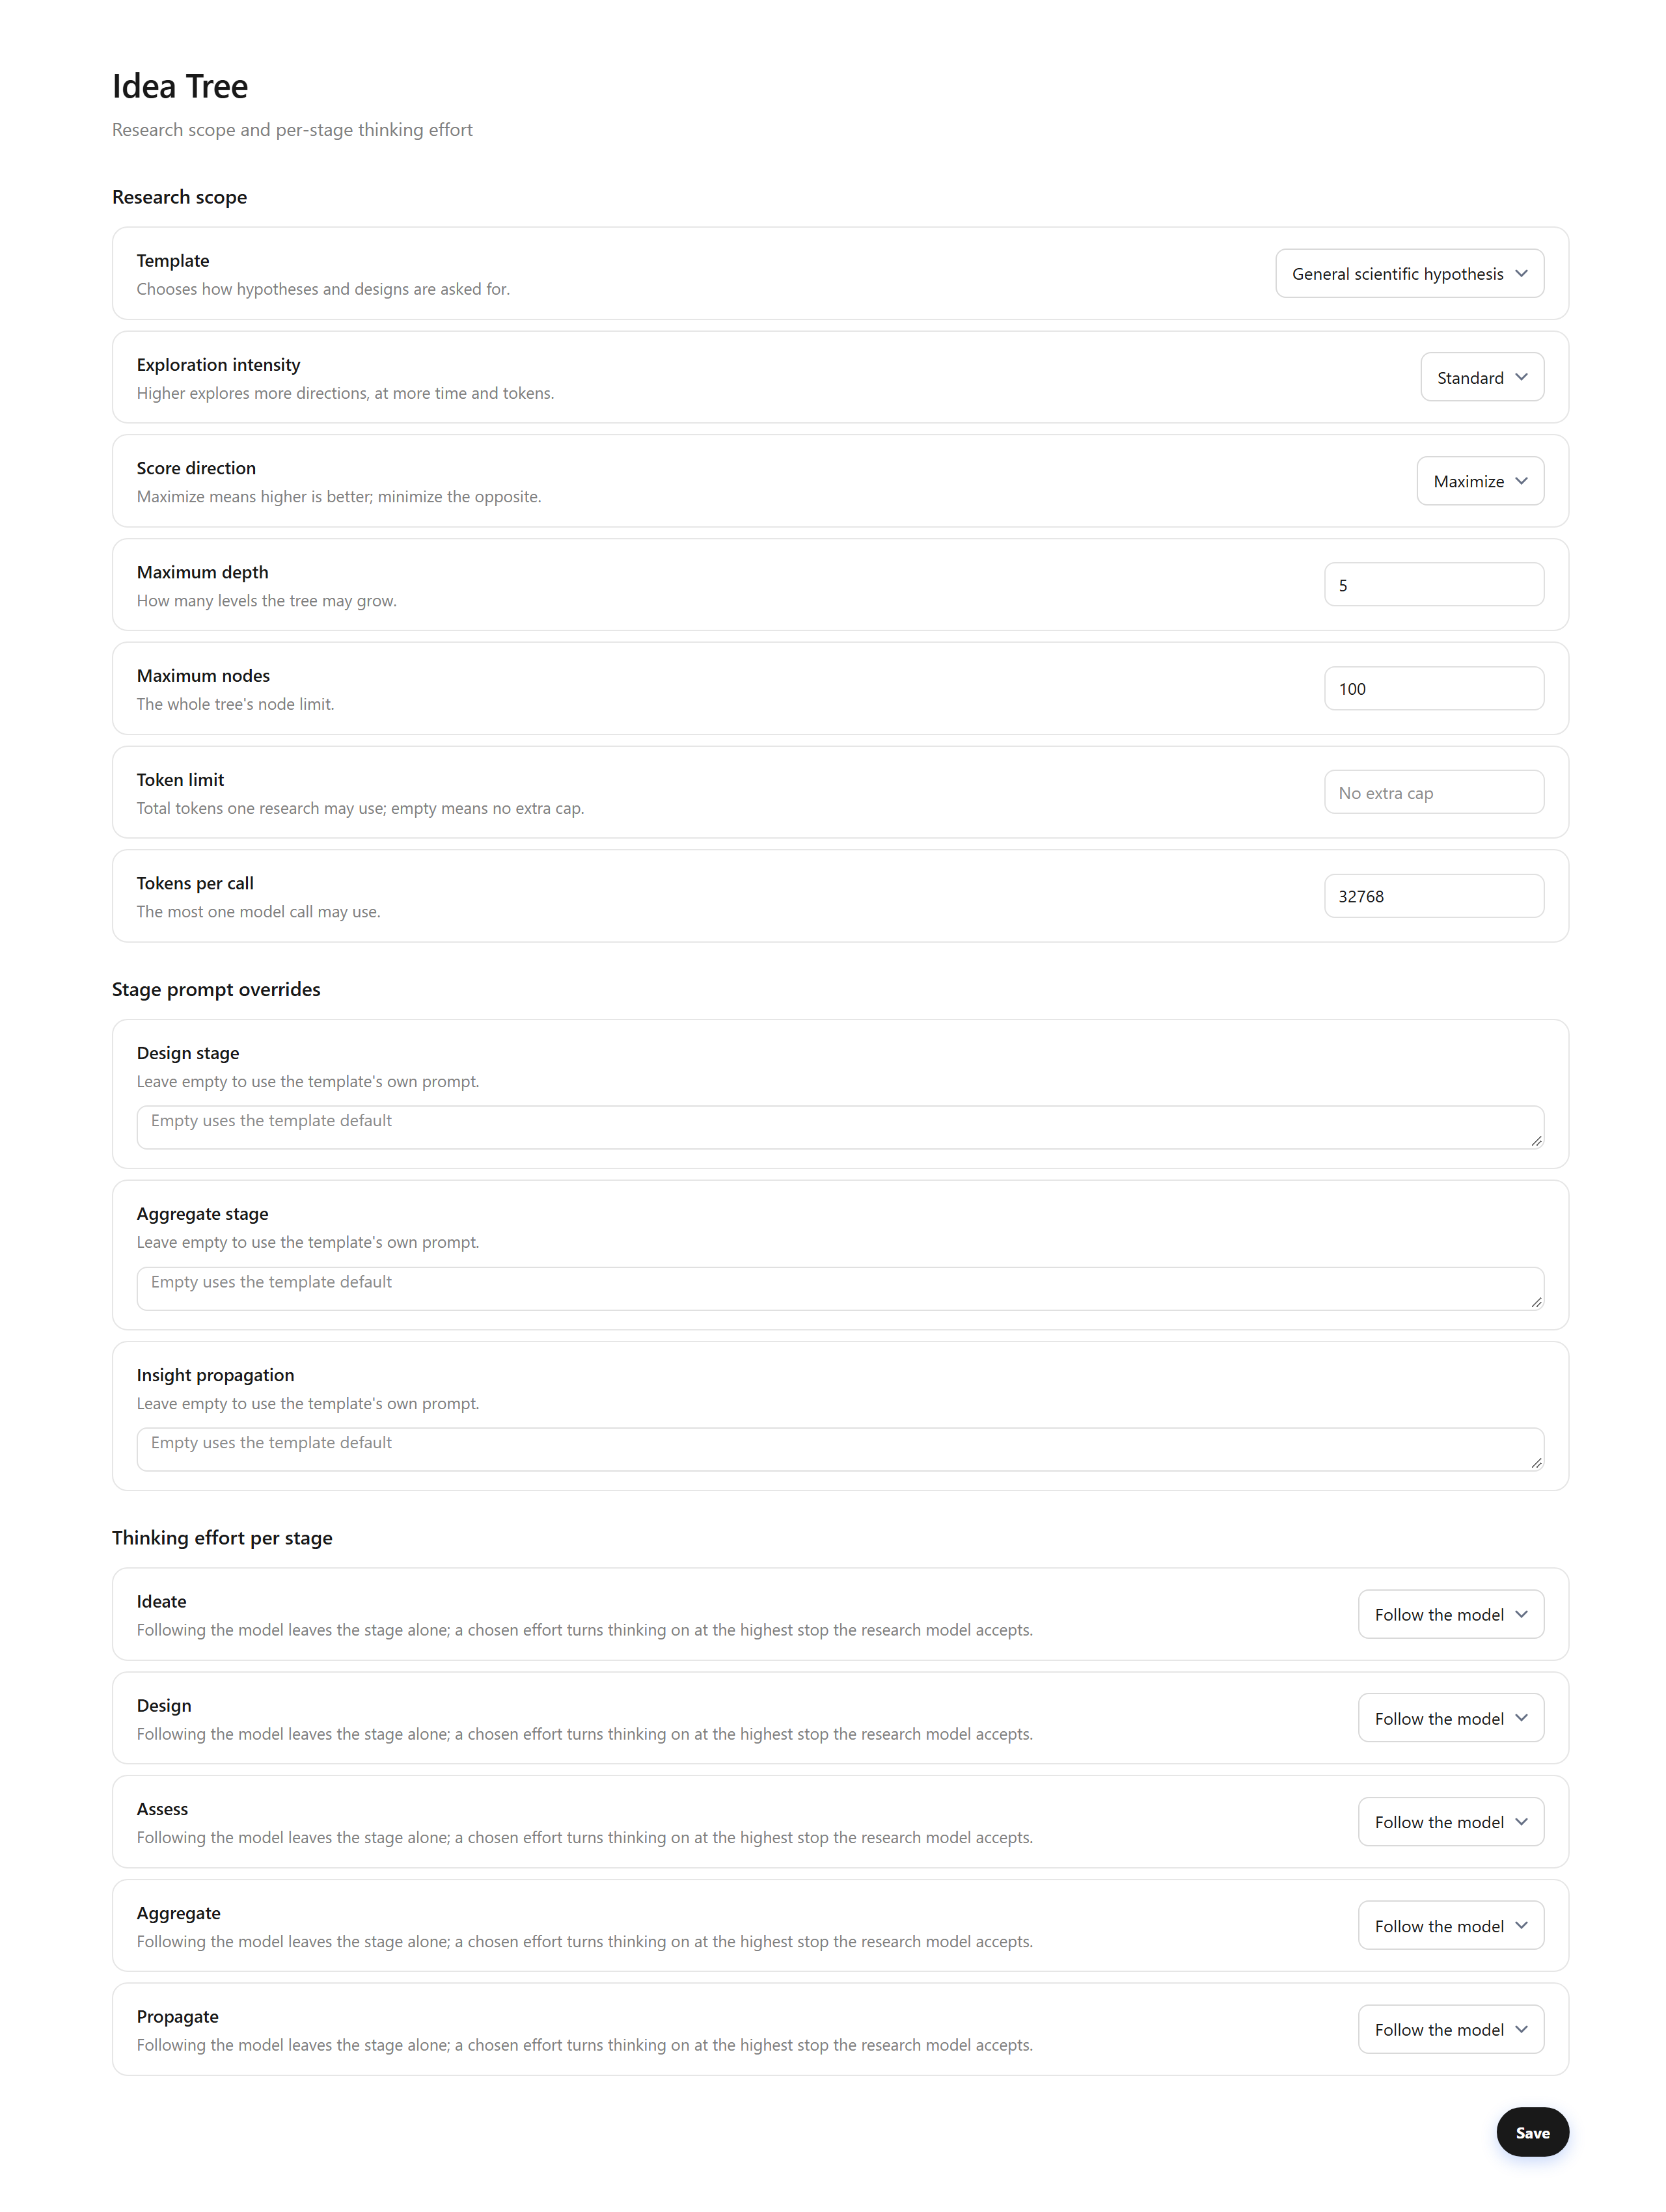 Idea Tree
Research scope and per-stage thinking effort
Research scope
Template
Chooses how hypotheses and designs are asked for.
General scientific hypothesis
Exploration intensity
Higher explores more directions, at more time and tokens.
Standard
Score direction
Maximize means higher is better; minimize the opposite.
Maximize
Maximum depth
How many levels the tree may grow.
5
Maximum nodes
The whole tree's node limit.
100
Token limit
Total tokens one research may use; empty means no extra cap.
No extra cap
Tokens per call
The most one model call may use.
32768
Stage prompt overrides
Design stage
Leave empty to use the template's own prompt.
Empty uses the template default
Aggregate stage
Leave empty to use the template's own prompt.
Empty uses the template default
Insight propagation
Leave empty to use the template's own prompt.
Empty uses the template default
Thinking effort per stage
Ideate
Following the model leaves the stage alone; a chosen effort turns thinking on at the highest stop the research model accepts.
Follow the model
Design
Following the model leaves the stage alone; a chosen effort turns thinking on at the highest stop the research model accepts.
Follow the model
Assess
Following the model leaves the stage alone; a chosen effort turns thinking on at the highest stop the research model accepts.
Follow the model
Aggregate
Following the model leaves the stage alone; a chosen effort turns thinking on at the highest stop the research model accepts.
Follow the model
Propagate
Following the model leaves the stage alone; a chosen effort turns thinking on at the highest stop the research model accepts.
Follow the model
Save